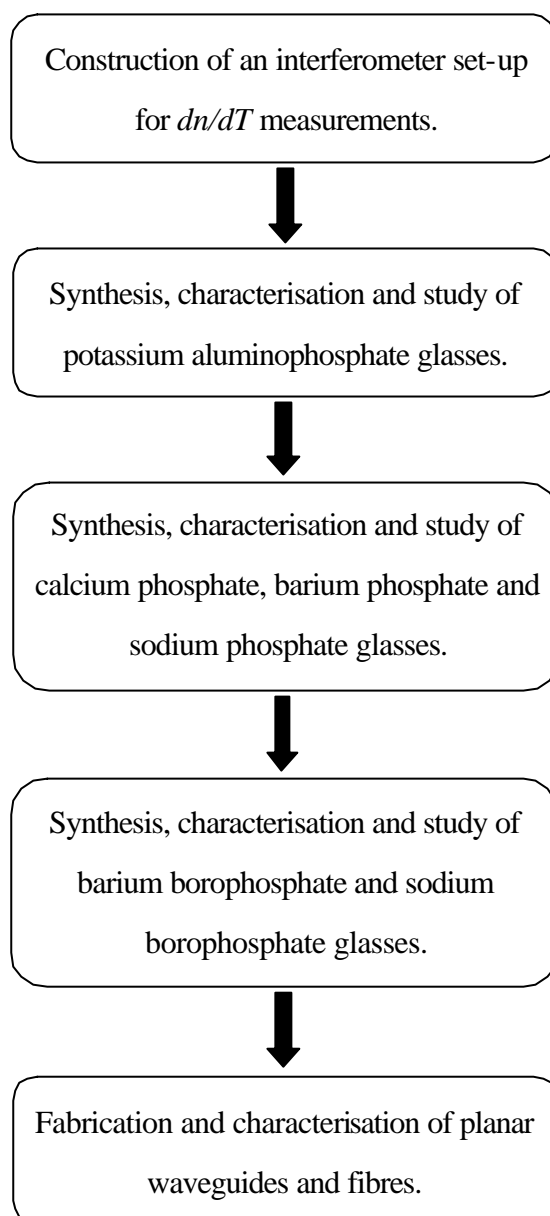 Construction of an interferometer set-up
for dn/dT measurements.
Synthesis, characterisation and study of
potassium aluminophosphate glasses.
Synthesis, characterisation and study of
calcium phosphate, barium phosphate and
sodium phosphate glasses.
Synthesis, characterisation and study of
barium borophosphate and sodium
borophosphate glasses.
Fabrication and characterisation of planar
waveguides and fibres.